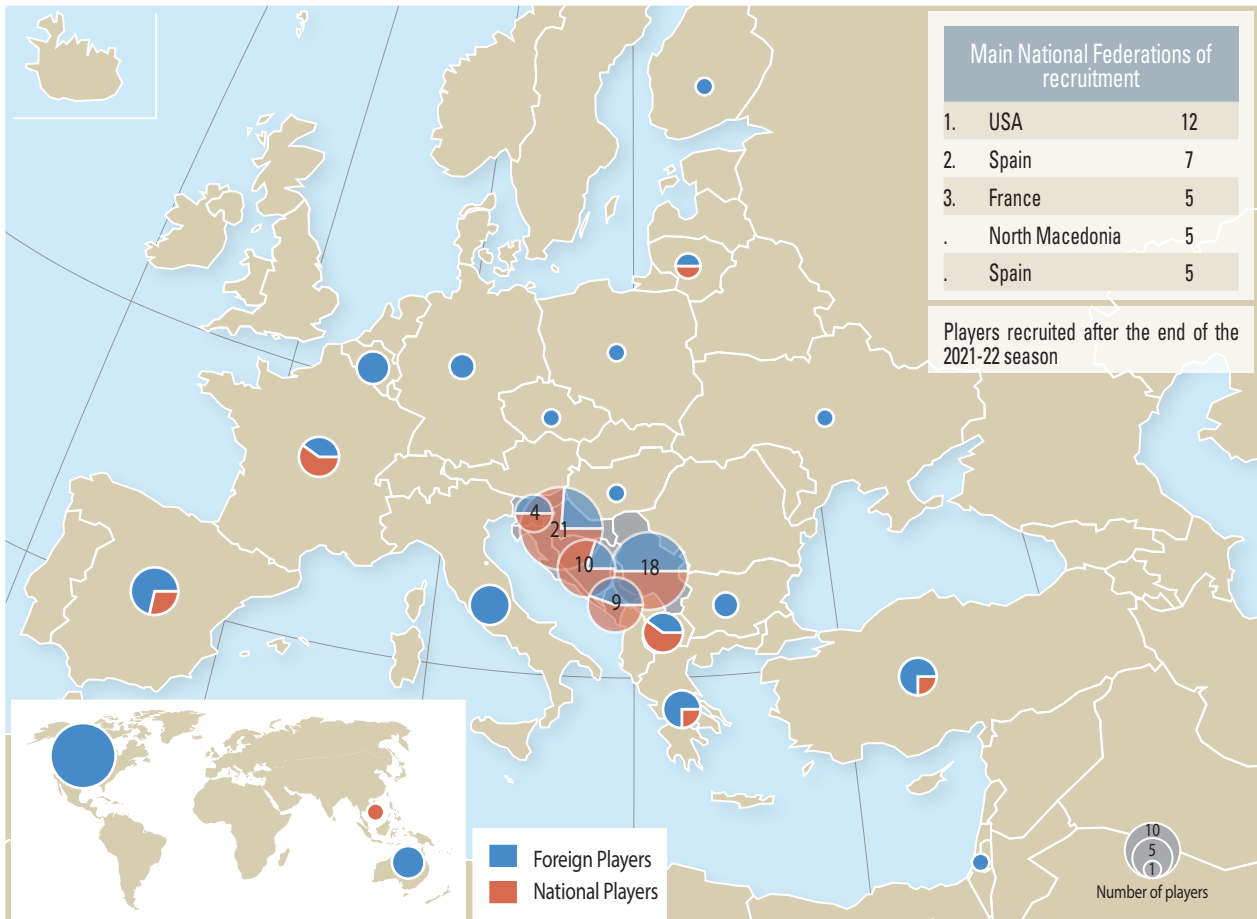 Main National Federations of
recruitment
1. USA 12
2. Spain 7
3. France 5
. North Macedonia 5
. Spain 5
Players recruited after the end of the
2021-22 season
4
21
10
18
9
Foreign Players
National Players
10
5
1
Number of players